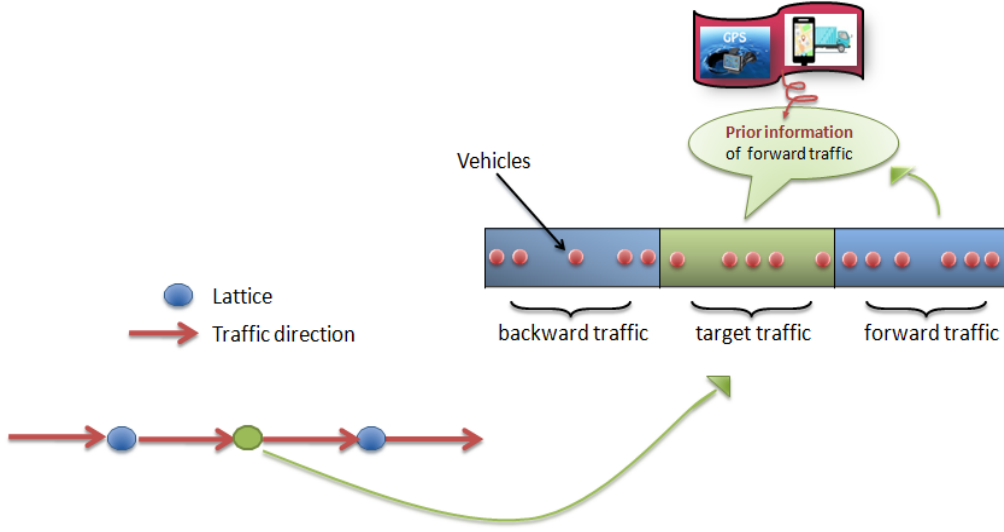 GPS
Prior information
of forward traffic
Vehicles
Lattice
Traffic direction
backward traffic
target traffic
forward traffic